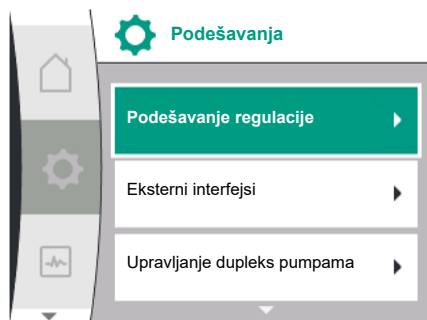 Podešavanja
Podešavanje regulacije
Eksterni interfejsi
Upravljanje dupleks pumpama